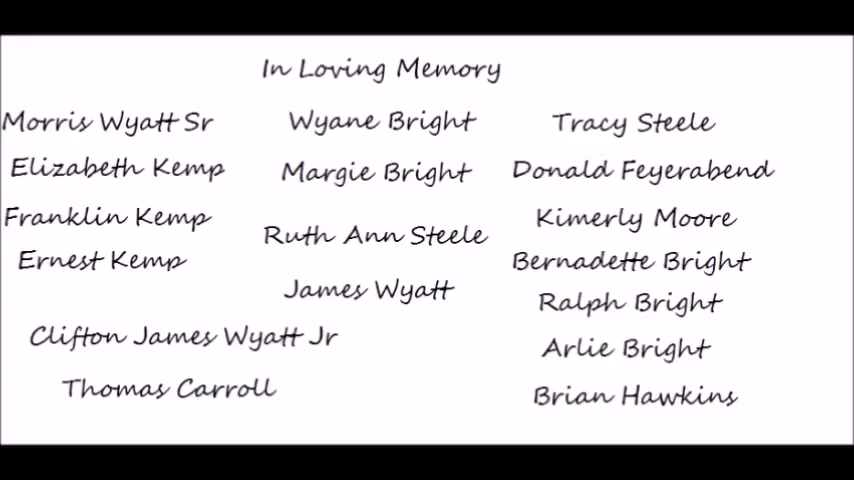 In Loving Memory
Morris Wyatt Sr
Elizabeth Kemp
Franklin Kemp
Ernest Kemp
Clifton James Wyatt Jr
Thomas Carroll
Wyane Bright
Margie Bright
Ruth Ann Steele
James Wyatt
Tracy Steele
Donald Feyerabend
Kimerly Moore
Bernadette Bright
Ralph Bright
Arlie Bright
Brian Hawkins